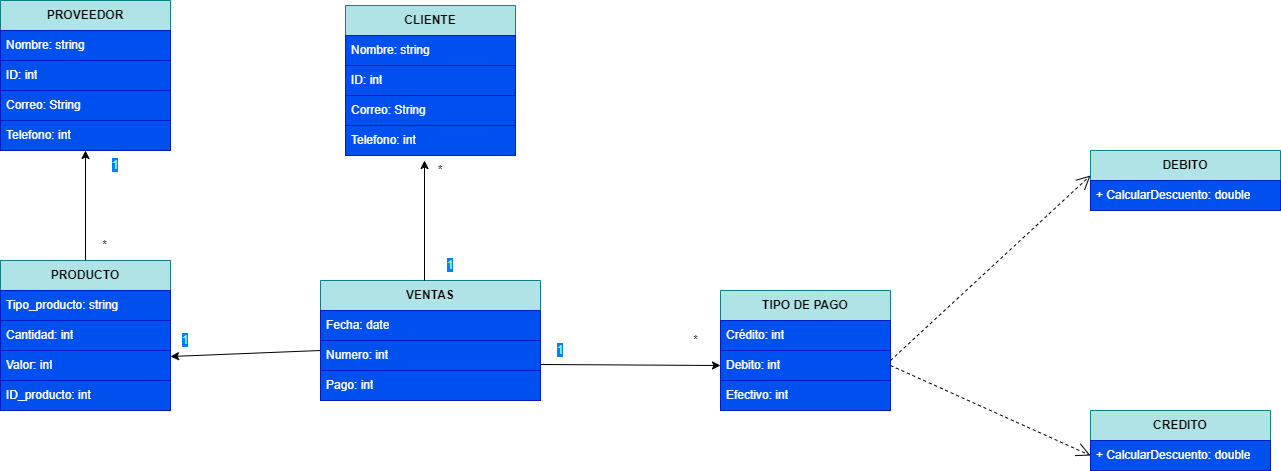 PROVEEDOR
Nombre: string
ID: int
Correo: String
Telefono: int
1
*
PRODUCTO
Tipo_producto: string
Cantidad: int
Valor: int
ID_producto: int
1
CLIENTE
Nombre: string
ID: int
Correo: String
Telefono: int
*
1
VENTAS
Fecha: date
Numero: int
Pago: int
1
*
TIPO DE PAGO
Crédito: int
Debito: int
Efectivo: int
DEBITO
+ CalcularDescuento: double
CREDITO
+ CalcularDescuento: double